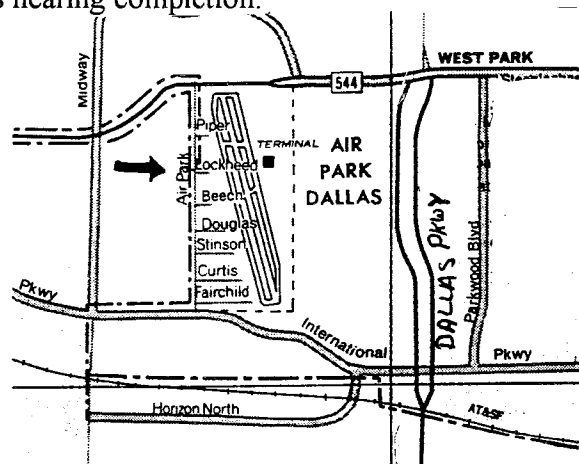 s nearing completion.
WEST PARK
544
Midway
Piper
TERMINAL
AIR
PARK
DALLAS
Lockheed
Air Park
Beech
Douglas
Stinson
Curtis
Fairchild
DALLAS PKWY
Parkwood Blvd
Pkwy
International
Pkwy
Horizon North
AT&SF